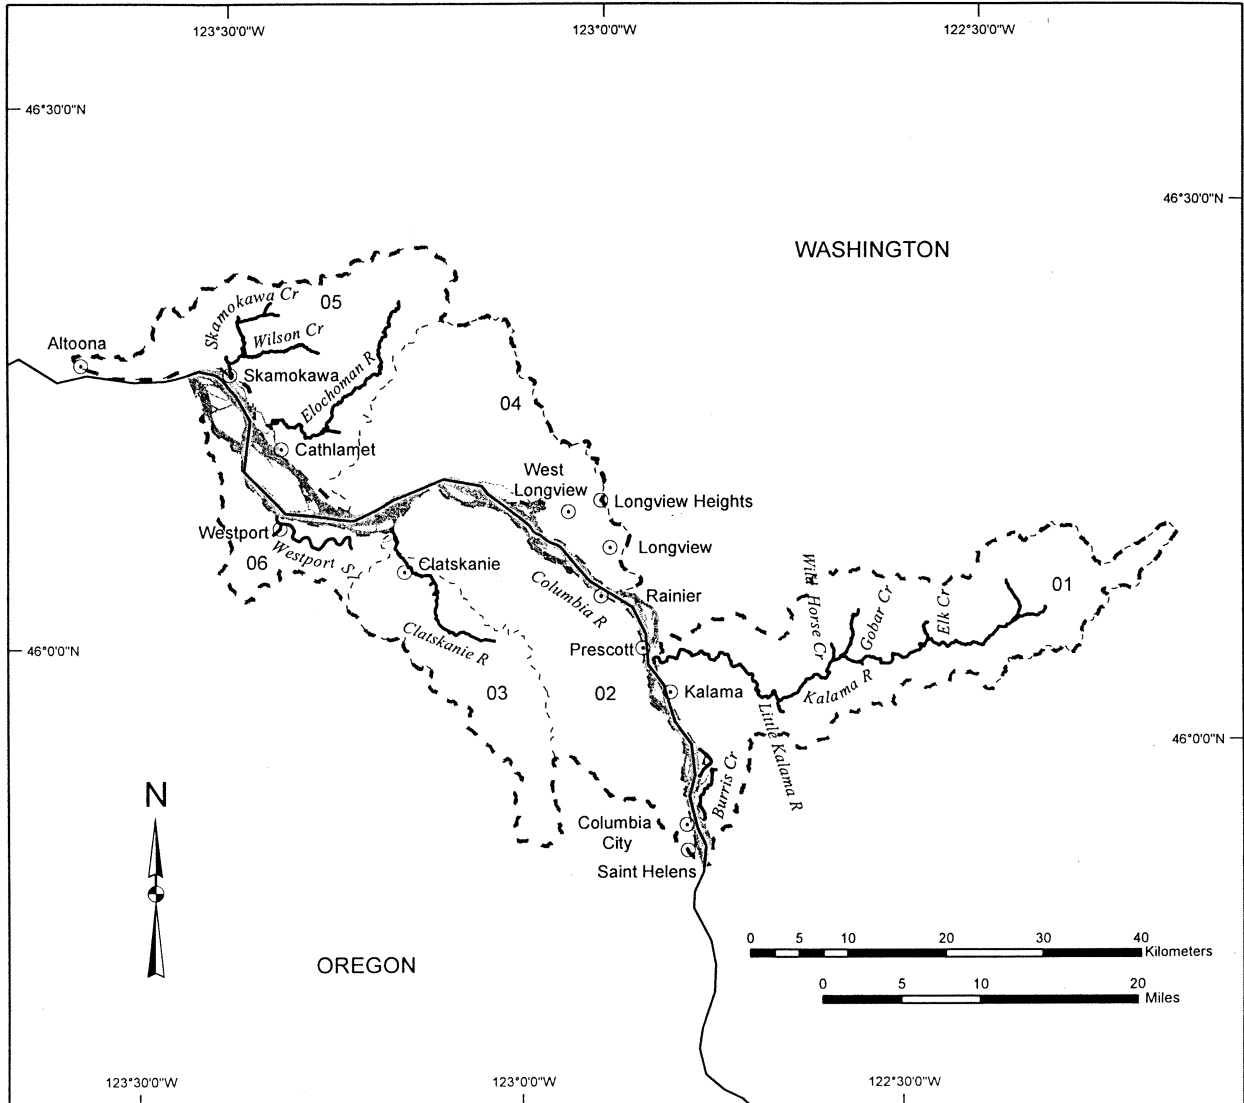 123°30'0"W
123°0'0"W
122°30'0"W
46°30'0"N
46°30'0"N
WASHINGTON
Skamokawa Cr
05
Wilson Cr
Altoona
Skamokawa
Elochoman R
04
Cathlamet
West
Longview
Longview Heights
Westport
Westport Sl
06
Longview
Clatskanie
Columbia R
Rainier
Wild Horse Cr
Gobar Cr
Elk Cr
01
Clatskanie R
Prescott
46°0'0"N
03
02
Kalama
Kalama R
Little Kalama R
46°0'0"N
Burris Cr
N
Columbia
City
Saint Helens
OREGON
0 5 10 20 30 40
Kilometers
0 5 10 20
Miles
123°30'0"W
123°0'0"W
122°30'0"W